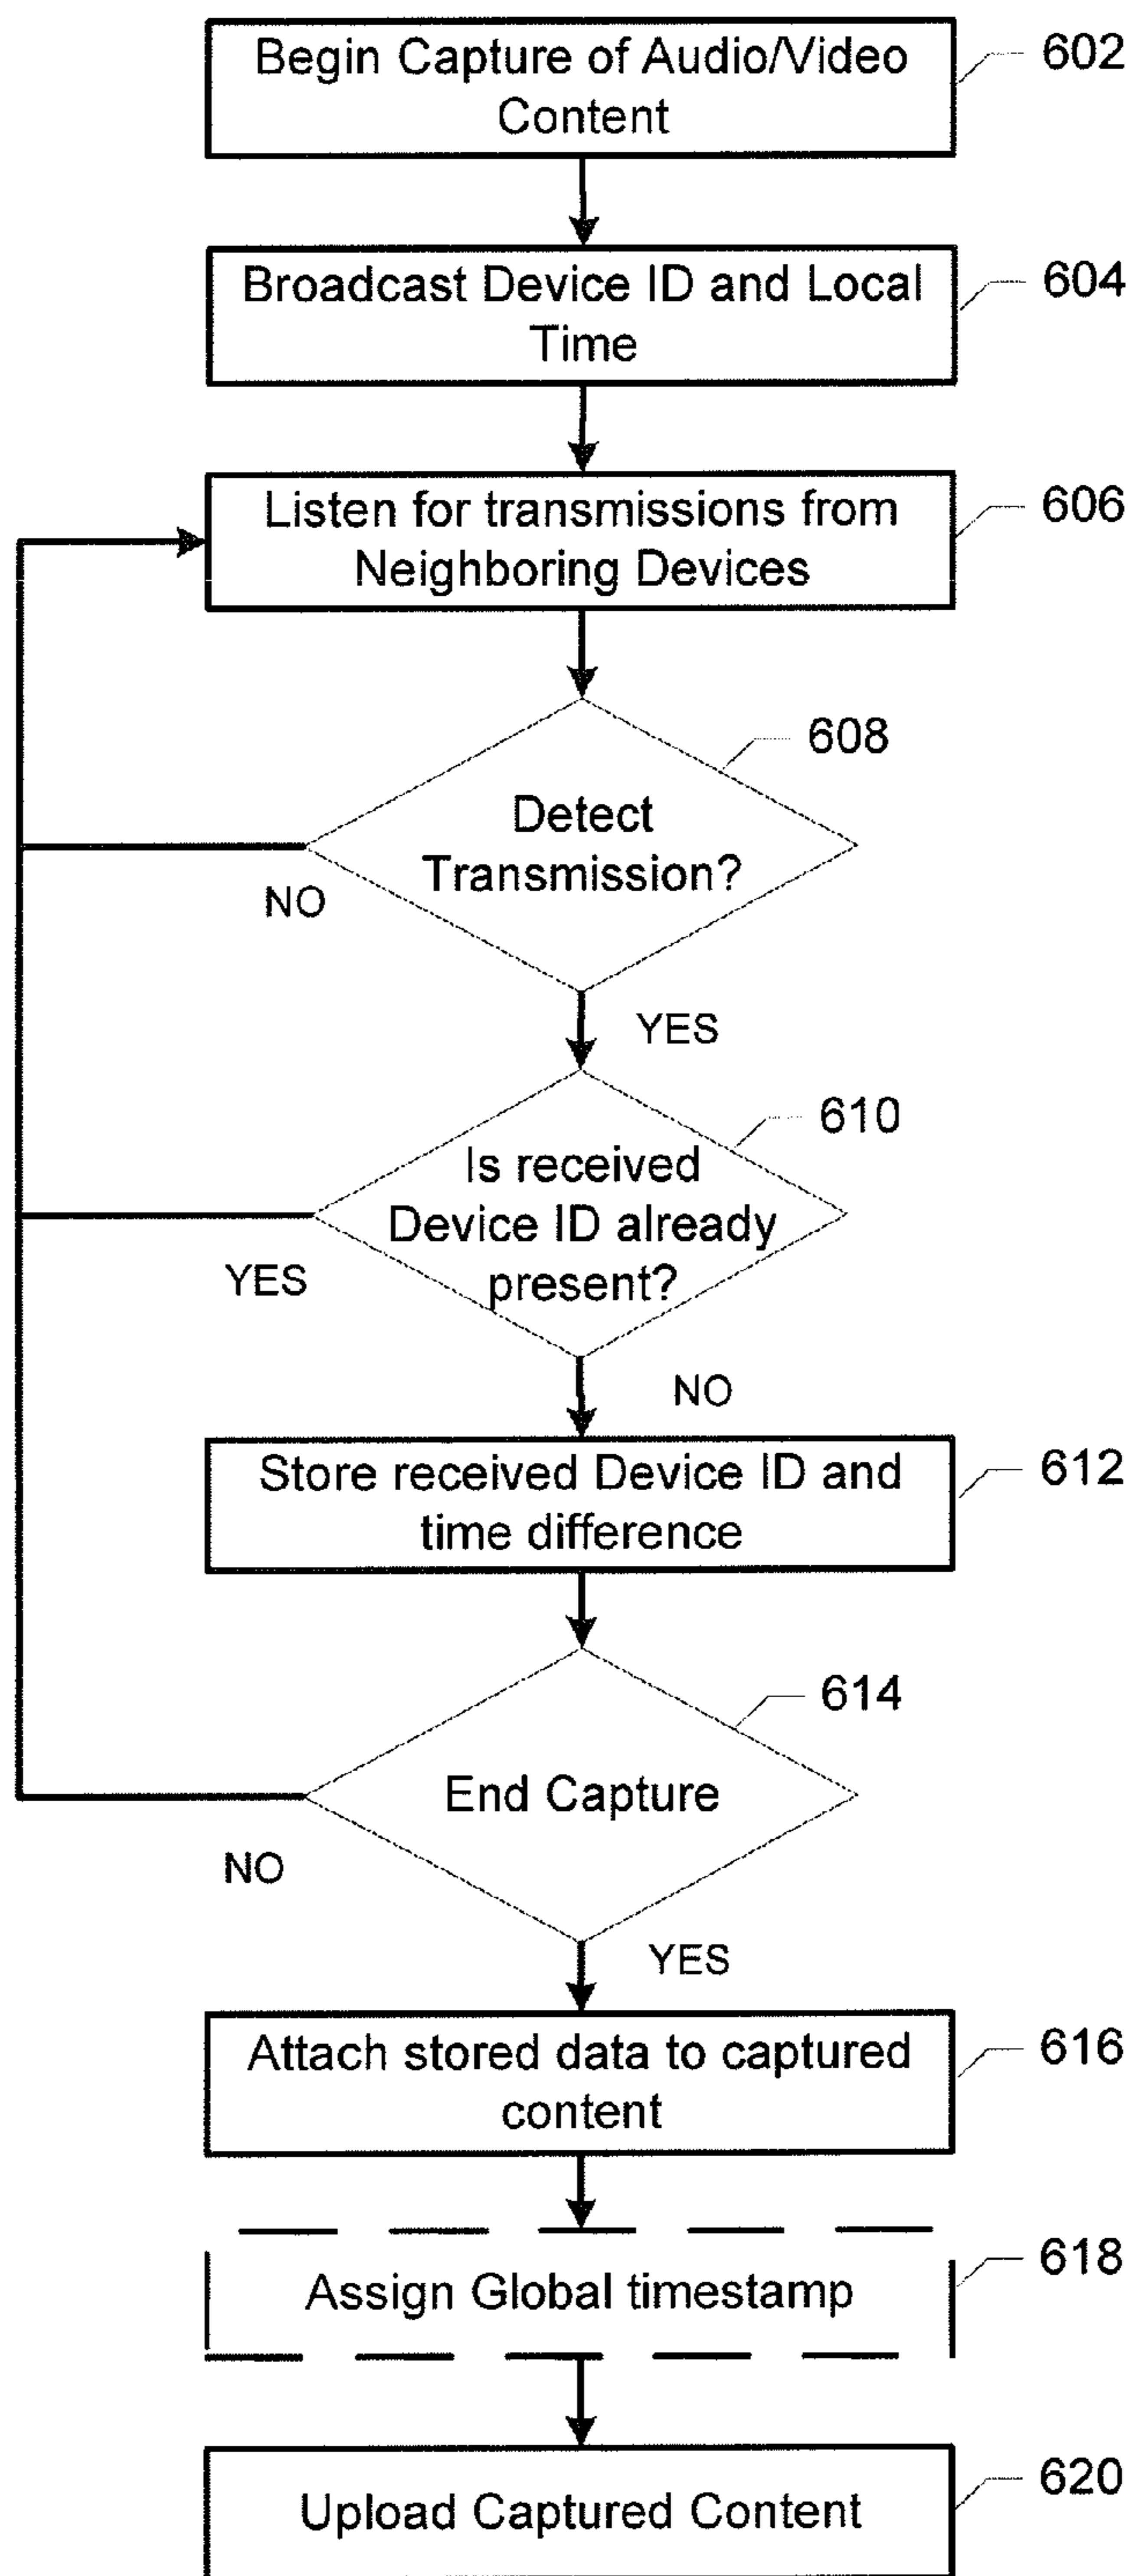 Begin Capture of Audio/Video
Content
602
Broadcast Device ID and Local
Time
604
Listen for transmissions from
Neighboring Devices
606
608
Detect
Transmission?
NO
YES
610
Is received
Device ID already
present?
YES
NO
Store received Device ID and
time difference
612
614
End Capture
NO
YES
Attach stored data to captured
content
616
Assign Global timestamp
618
Upload Captured Content
620